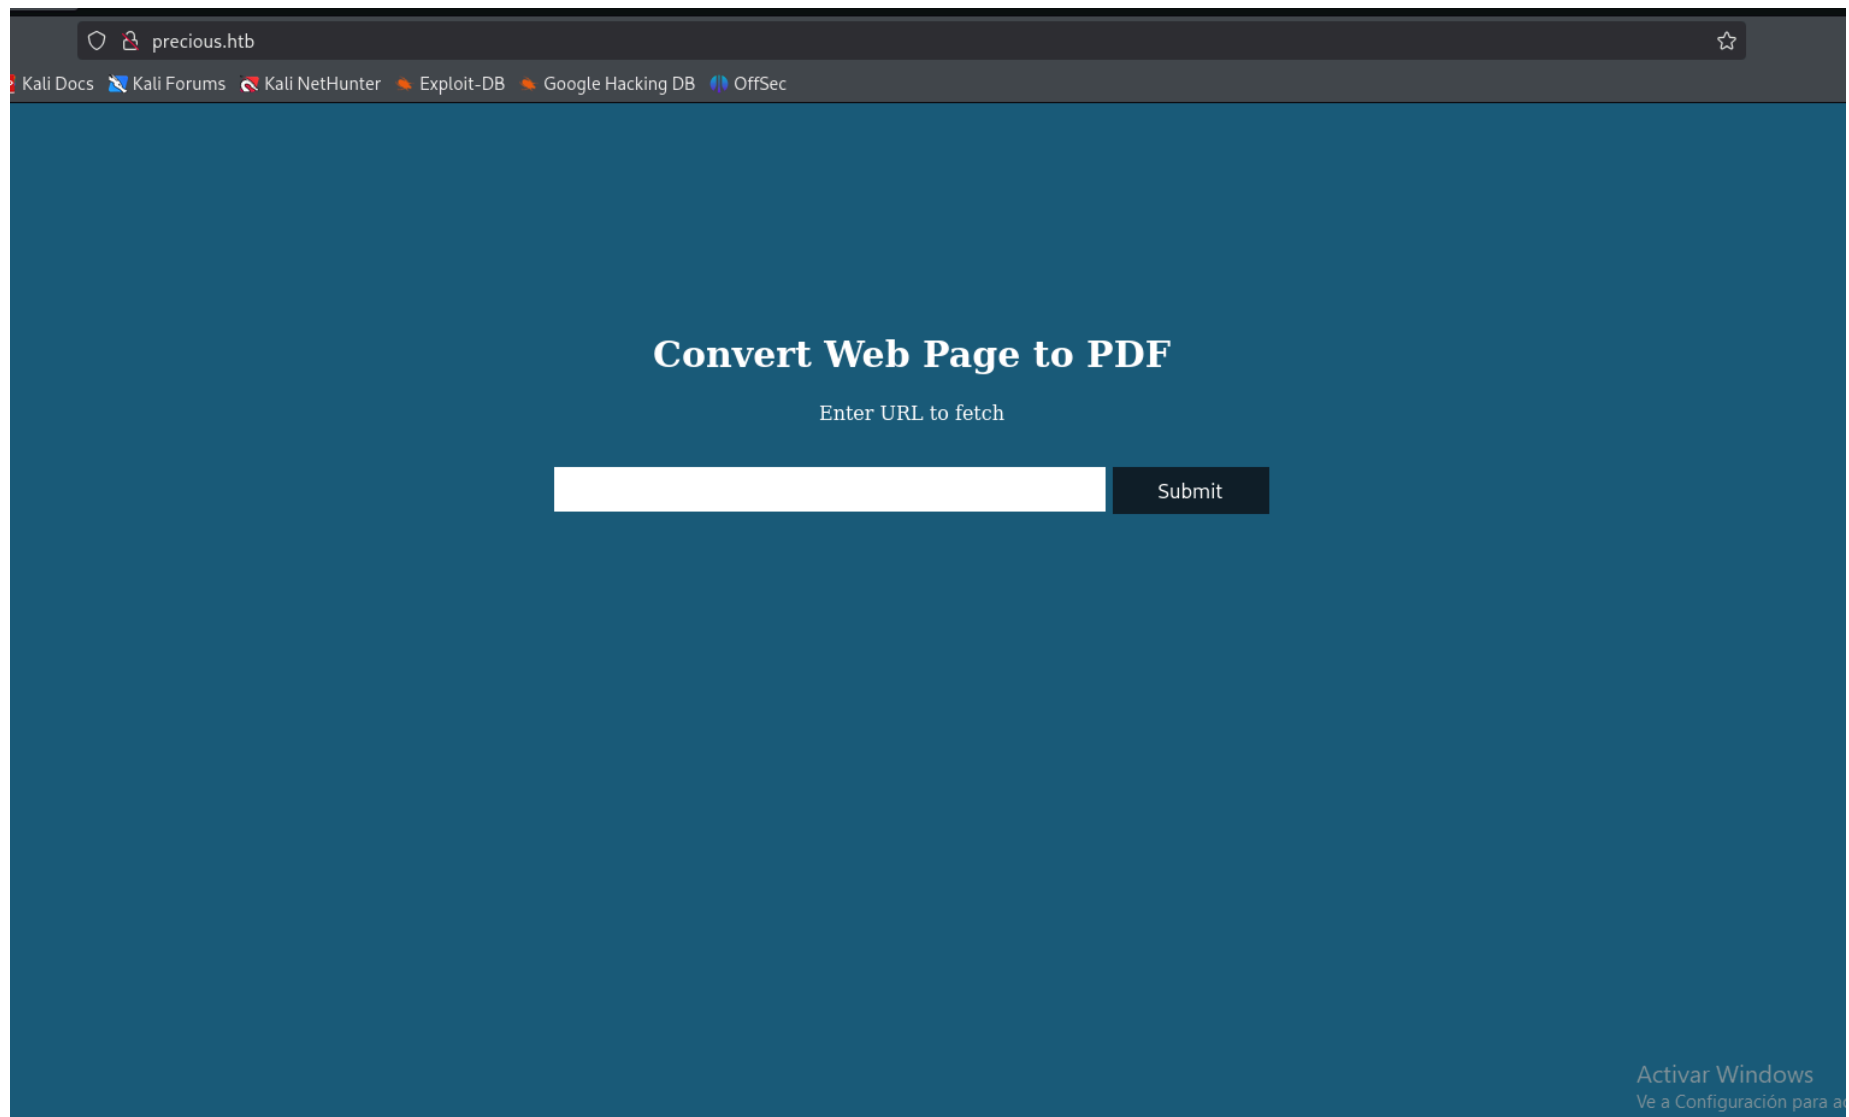 precious.htb
Kali Docs Kali Forums Kali NetHunter Exploit-DB Google Hacking DB OffSec
Convert Web Page to PDF
Enter URL to fetch
Submit
Activar Windows
Ve a Configuración para